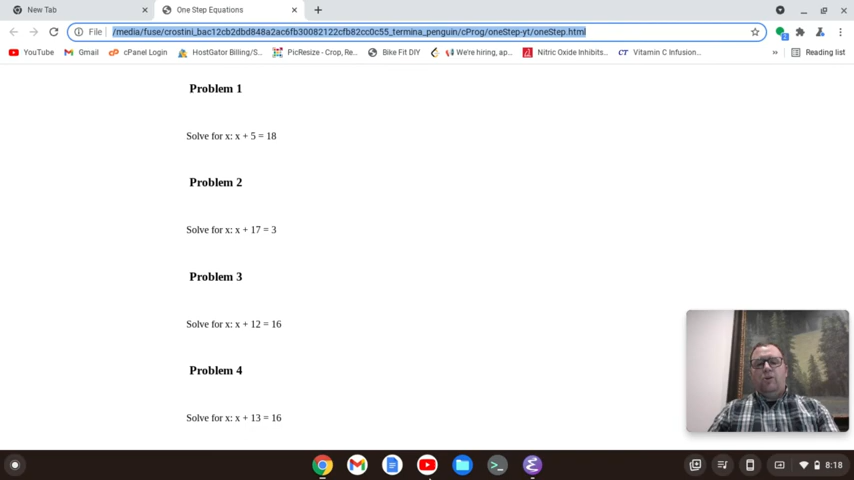 New Tab
One Step Equations
File
/media/fuse/crostini_bac12cb2dbd848a2ac6fb30082122cfb82cc0c55_termina_penguin/cProg/oneStep-yt/oneStep.html
YouTube
Gmail
cPanel Login
HostGator Billing/S...
PicResize - Crop, Re...
Bike Fit DIY
We're hiring, ap...
Nitric Oxide Inhibito...
CT Vitamin C Infusion...
Reading list
Problem 1
Solve for x: x + 5 = 18
Problem 2
Solve for x: x + 17 = 3
Problem 3
Solve for x: x + 12 = 16
Problem 4
Solve for x: x + 13 = 16
8:18